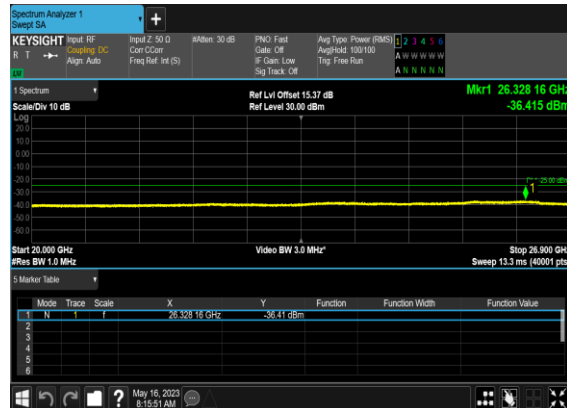 Spectrum Analyzer 1
Swept SA
KEYSIGHT
R T
Input: RF
Coupling: DC
Align: Auto
Input Z: 50 Ω
Corr CCorr
Freq Ref: Int (S)
#Atten: 30 dB
PNO: Fast
Gate: Off
IF Gain: Low
Sig Track: Off
Avg Type: Power (RMS)
Avg|Hold: 100/100
Trig: Free Run
1 2 3 4 5 6
A W W W W W
A N N N N N
1 Spectrum
Scale/Div 10 dB
Ref Lvl Offset 15.37 dB
Ref Level 30.00 dBm
Mkr1 26.328 16 GHz
-36.415 dBm
Log
20.0
10.0
0.00
-10.0
-20.0
-30.0
-40.0
-50.0
-60.0
-25.00 dBm
1
Start 20.000 GHz
#Res BW 1.0 MHz
Video BW 3.0 MHz*
Stop 26.900 GHz
Sweep 13.3 ms (40001 pts)
5 Marker Table
Mode Trace Scale X Y Function Function Width Function Value
1 N 1 f 26.328 16 GHz -36.41 dBm
2
3
4
5
6
?
May 16, 2023
8:15:51 AM